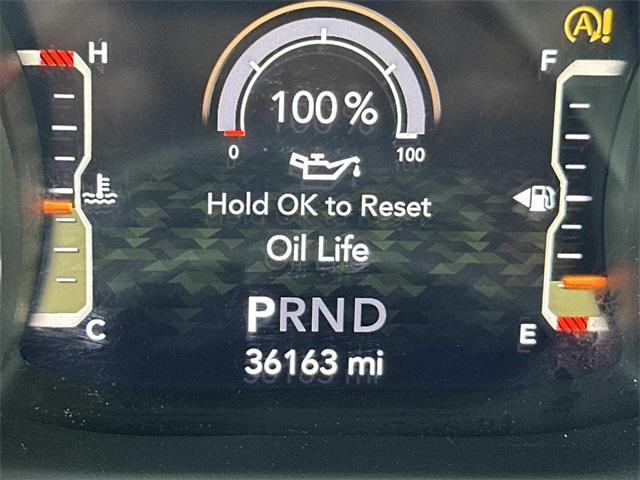 H
F
A !
100 %
0
100
Hold OK to Reset
Oil Life
PRND
C
E
36163 mi